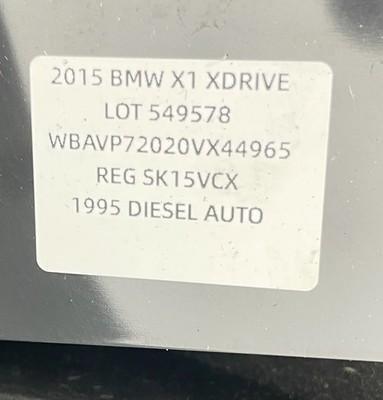 2015 BMW X1 XDRIVE
LOT 549578
WBAVP72020VX44965
REG SK15VCX
1995 DIESEL AUTO